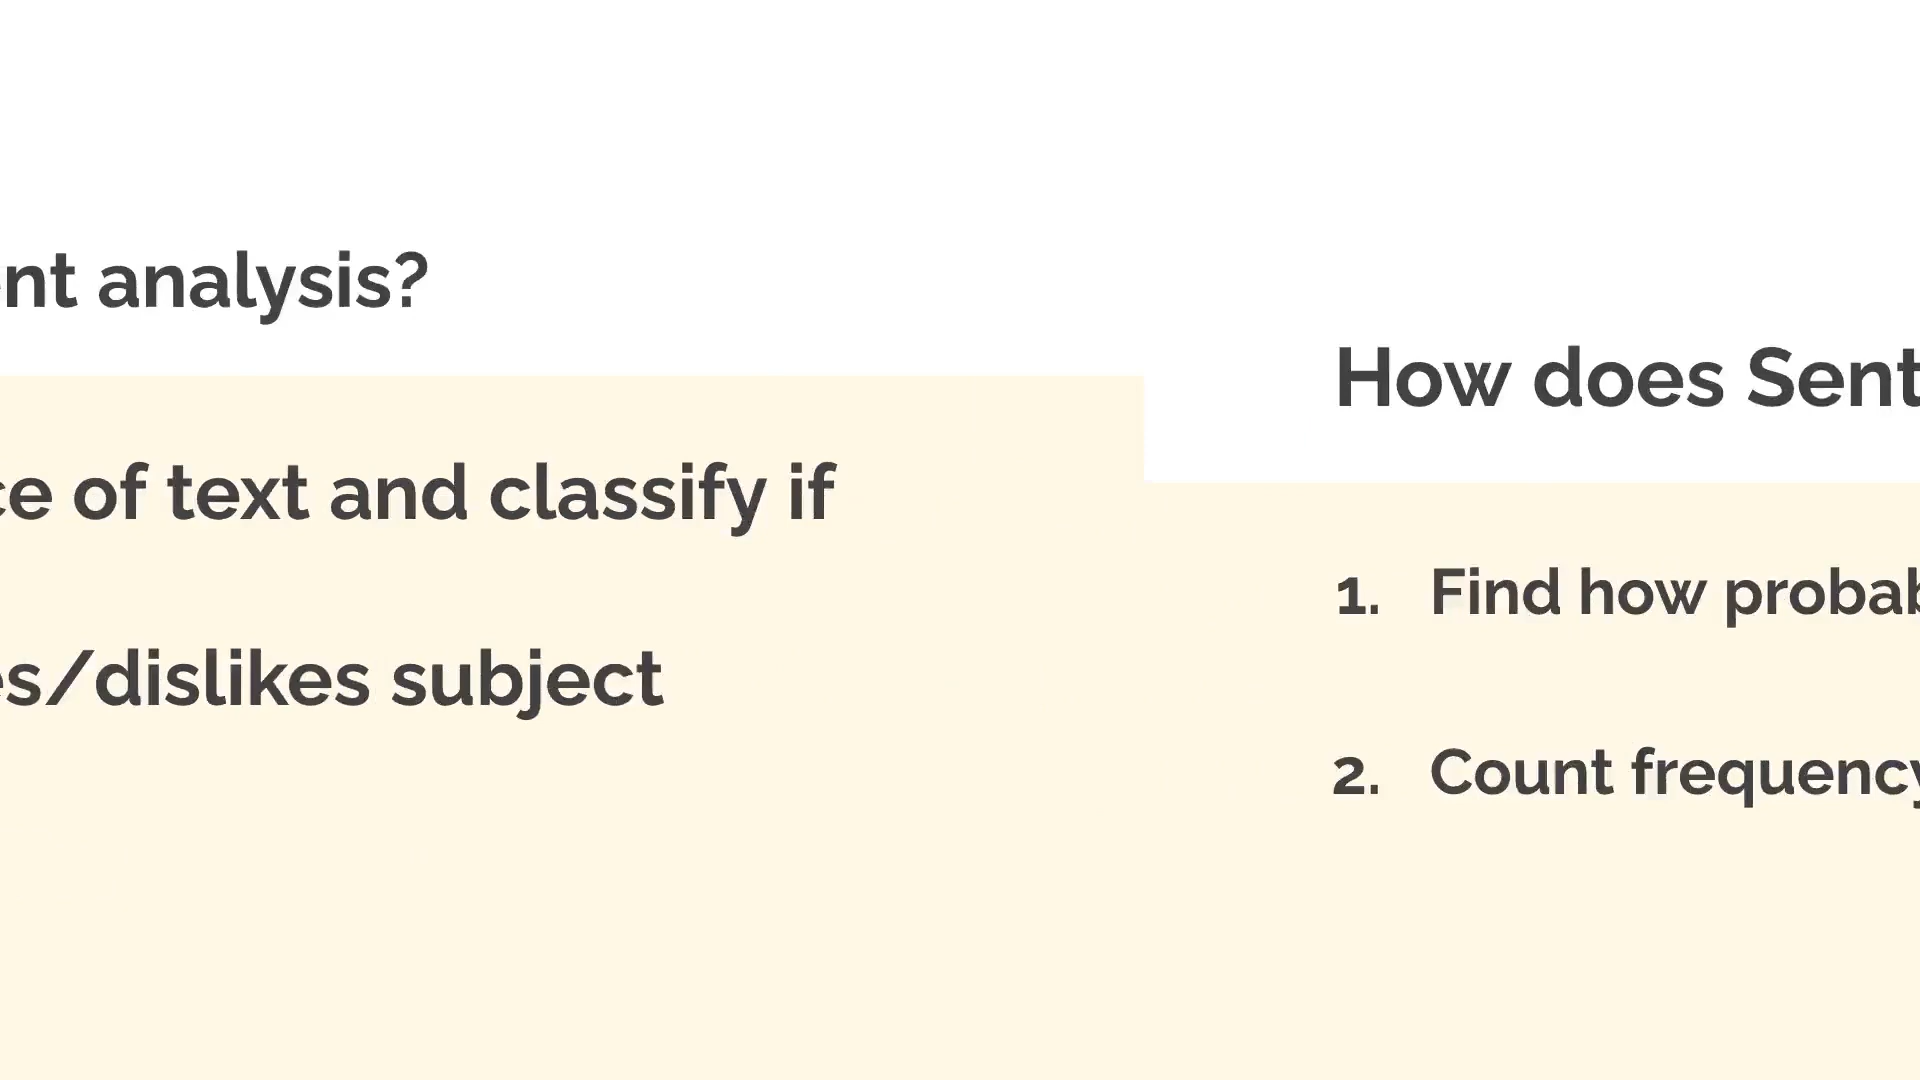 nt analysis?
of text and classify if
es/dislikes subject
How does Sent
1. Find how probab
2. Count frequency